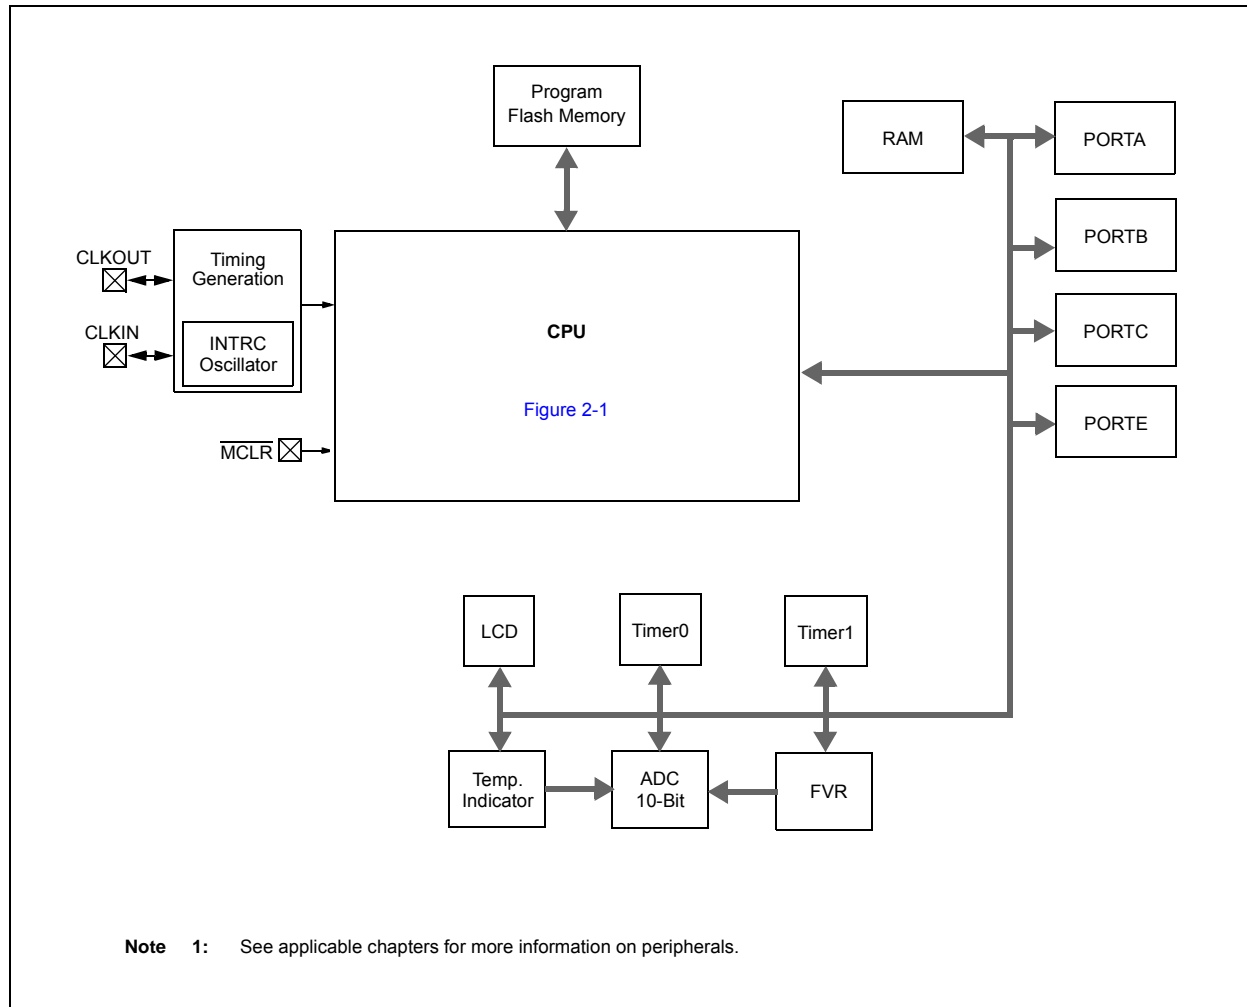 Program
Flash Memory
RAM
PORTA
PORTB
CLKOUT
Timing
Generation
CLKIN
INTRC
Oscillator
CPU
PORTC
Figure 2-1
PORTE
MCLR
LCD
Timer0
Timer1
Temp.
Indicator
ADC
10-Bit
FVR
Note 1: See applicable chapters for more information on peripherals.